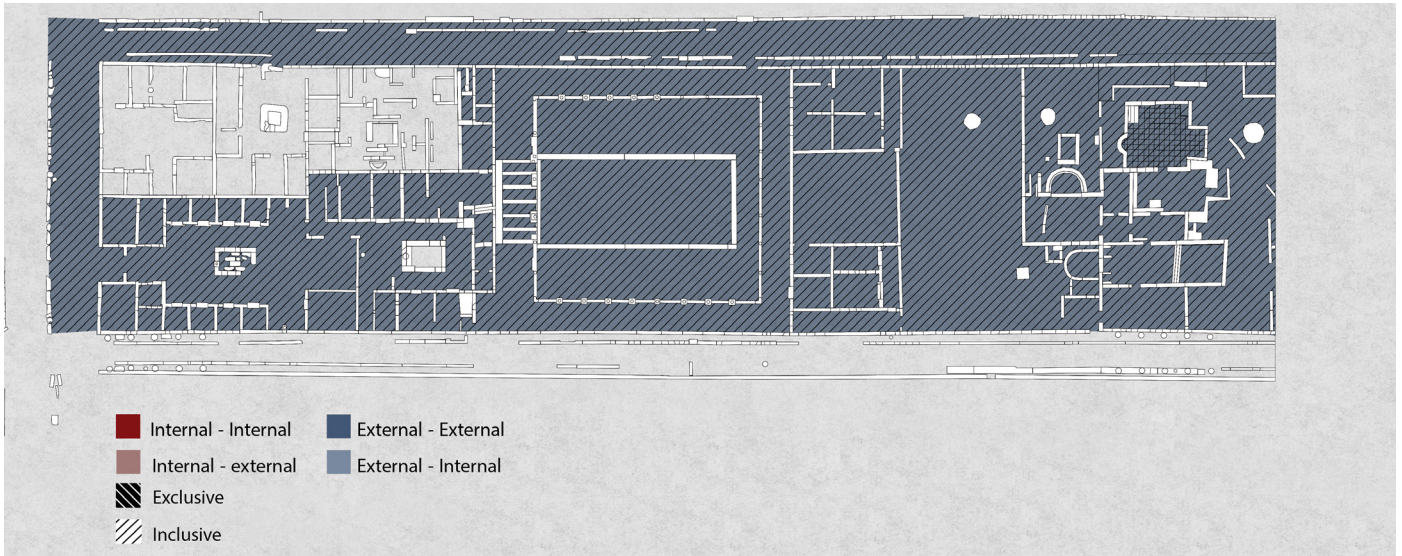 Internal - Internal
External - External
Internal - external
External - Internal
Exclusive
Inclusive